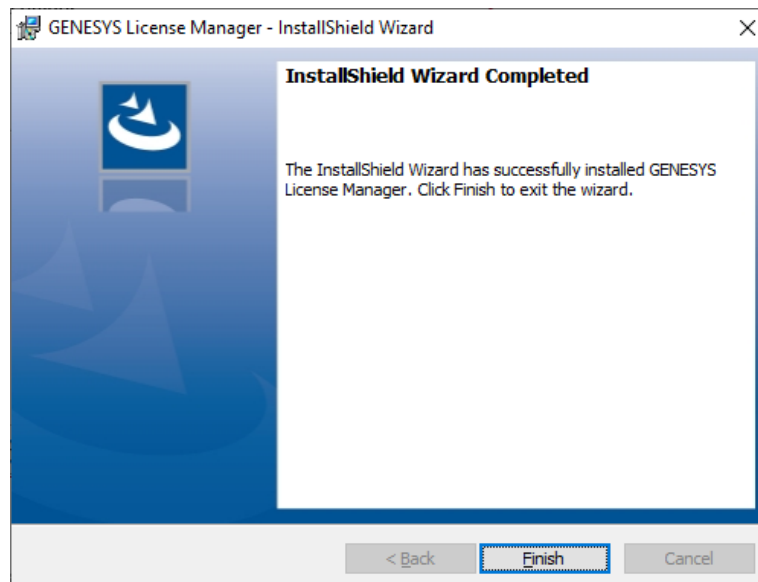 GENESYS License Manager - InstallShield Wizard
InstallShield Wizard Completed
The InstallShield Wizard has successfully installed GENESYS
License Manager. Click Finish to exit the wizard.
< Back
Finish
Cancel